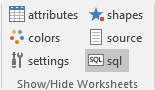 attributes shapes
colors source
settings SQL sql
Show/Hide Worksheets